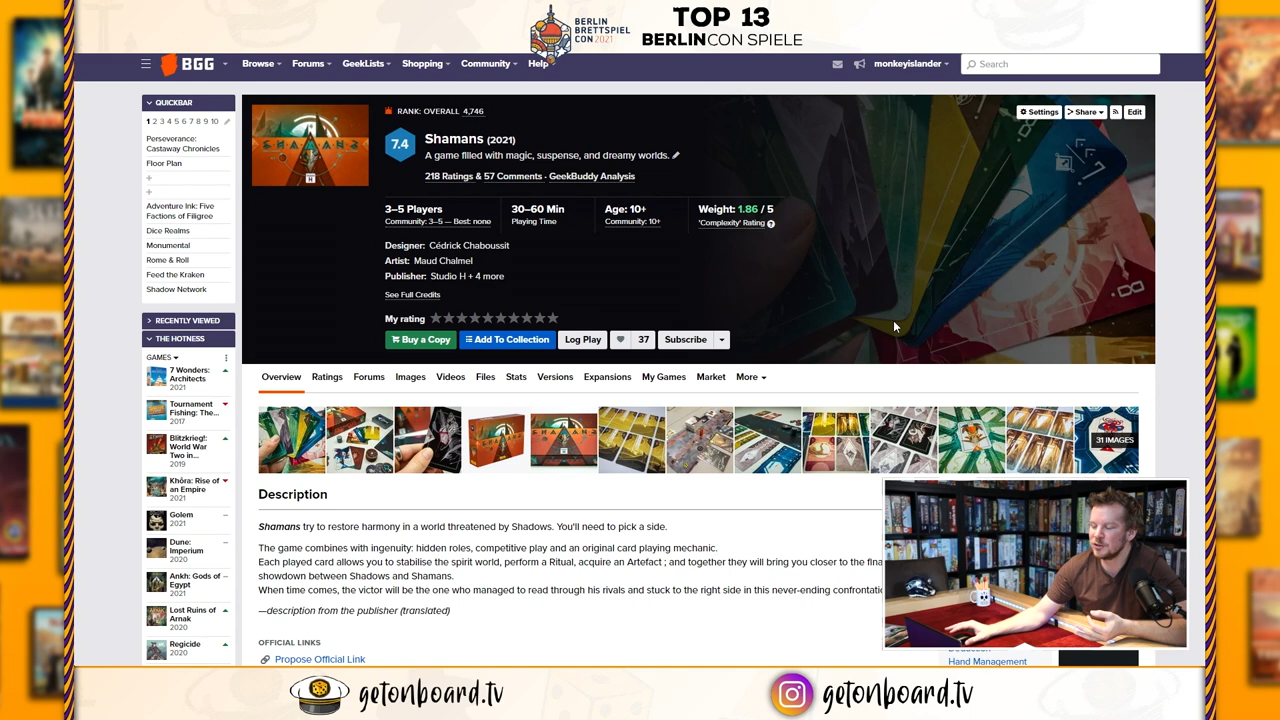 BERLIN
BRETTSPIEL
CON 2021
TOP 13
BERLINCON SPIELE
BGG
Browse
Forums
GeekLists
Shopping
Community
Help
monkeyislander
Search
QUICKBAR
1 2 3 4 5 6 7 8 9 10
Perseverance:
Castaway Chronicles
Floor Plan
Adventure Ink: Five
Factions of Filigree
Dice Realms
Monumental
Rome & Roll
Feed the Kraken
Shadow Network
RECENTLY VIEWED
THE HOTNESS
GAMES
7 Wonders:
Architects
2021
Tournament
Fishing: The...
2017
Blitzkrieg!:
World War
Two in...
2019
Khôra: Rise of
an Empire
2021
Golem
2021
Dune:
Imperium
2020
Ankh: Gods of
Egypt
2021
Lost Ruins of
Arnak
2020
Regicide
2020
SHAMANS
RANK: OVERALL 4,746
7.4
Shamans (2021)
A game filled with magic, suspense, and dreamy worlds.
218 Ratings & 57 Comments · GeekBuddy Analysis
Settings
Share
Edit
3–5 Players
Community: 3–5 — Best: none
30–60 Min
Playing Time
Age: 10+
Community: 10+
Weight: 1.86 / 5
'Complexity' Rating
Designer: Cédrick Chaboussit
Artist: Maud Chalmel
Publisher: Studio H + 4 more
See Full Credits
My rating
Buy a Copy
Add To Collection
Log Play
37
Subscribe
Overview
Ratings
Forums
Images
Videos
Files
Stats
Versions
Expansions
My Games
Market
More
31 IMAGES
Description
Shamans try to restore harmony in a world threatened by Shadows. You'll need to pick a side.
The game combines with ingenuity: hidden roles, competitive play and an original card playing mechanic.
Each played card allows you to stabilise the spirit world, perform a Ritual, acquire an Artefact ; and together they will bring you closer to the fina
showdown between Shadows and Shamans.
When time comes, the victor will be the one who managed to read through his rivals and stuck to the right side in this never-ending confrontatio
—description from the publisher (translated)
OFFICIAL LINKS
Propose Official Link
Hand Management
getonboard.tv
getonboard.tv